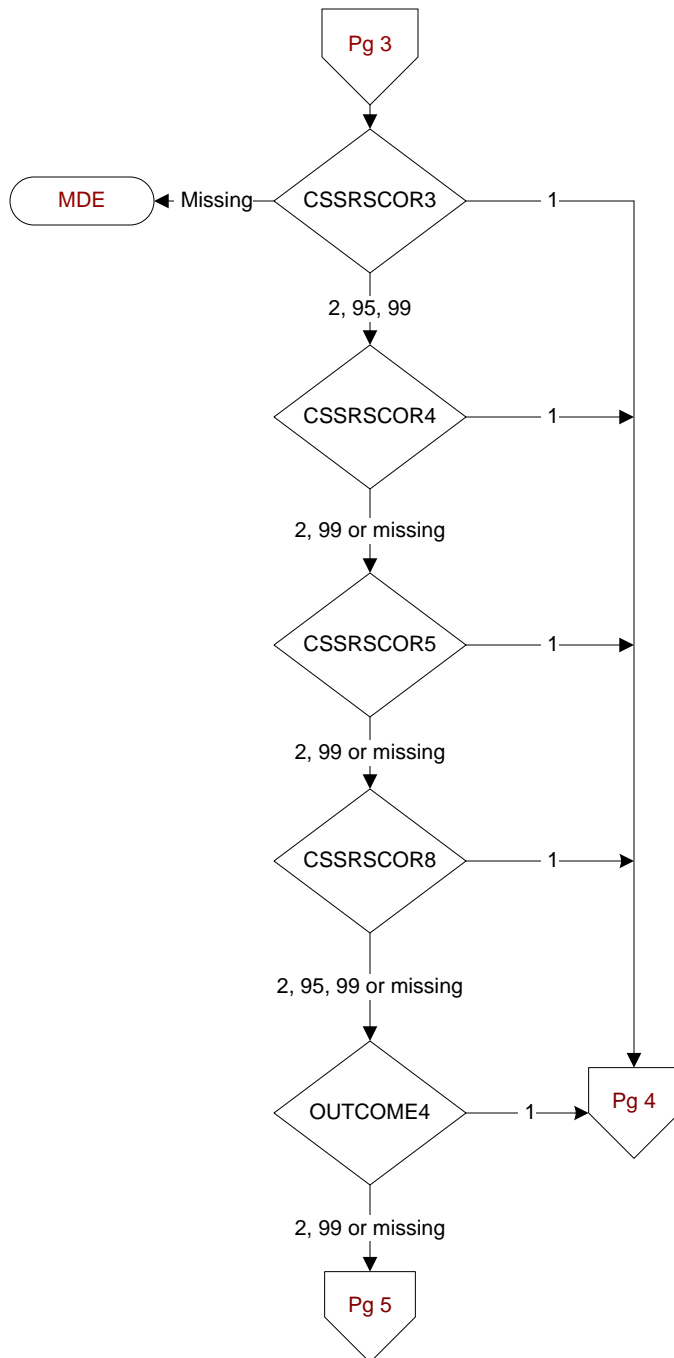 Pg 3
CSSRSCOR3
MDE
Missing
1
2, 95, 99
CSSRSCOR4
1
2, 99 or missing
CSSRSCOR5
1
2, 99 or missing
CSSRSCOR8
1
2, 95, 99 or missing
OUTCOME4
1
Pg 4
2, 99 or missing
Pg 5